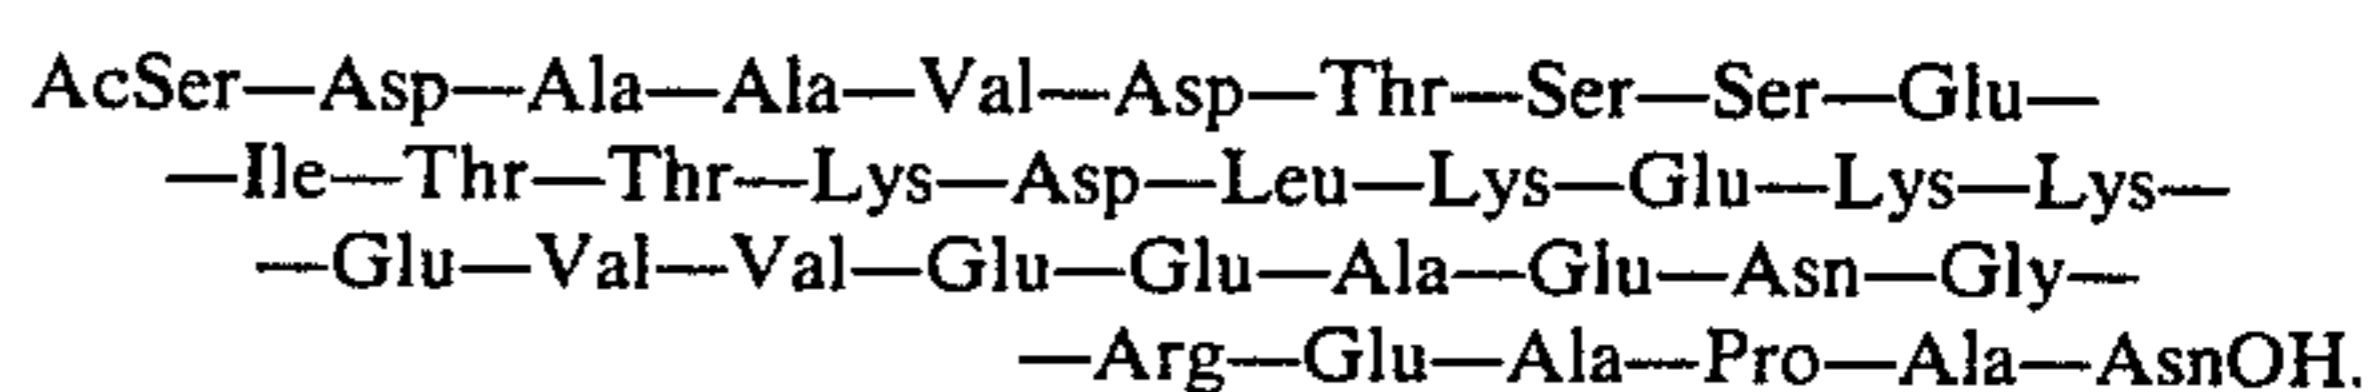 AcSer—Asp—Ala—Ala—Val—Asp—Thr—Ser—Ser—Glu—
—Ile—Thr—Thr—Lys—Asp—Leu—Lys—Glu—Lys—Lys—
—Glu—Val—Val—Glu—Glu—Ala—Glu—Asn—Gly—
—Arg—Glu—Ala—Pro—Ala—AsnOH.